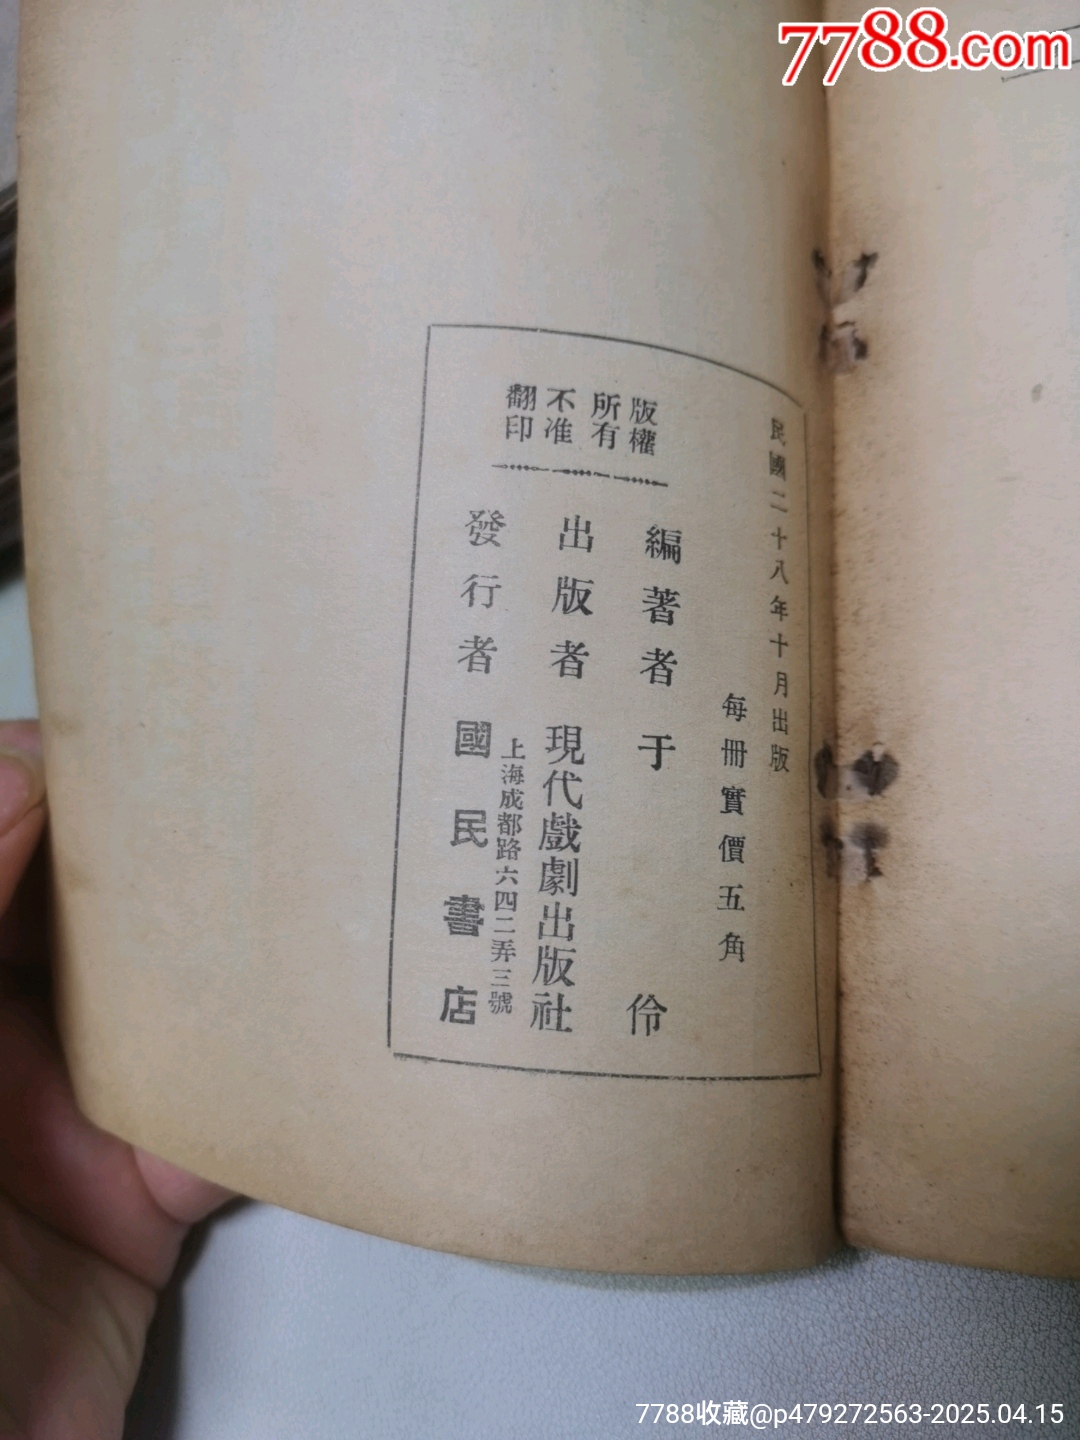 7788.com
民國二十八年十月出版
每冊實價五角
版權
所有
不准
翻印
編著者 于伶
出版者 現代戲劇出版社
上海成都路六四二弄三號
發行者 國民書店
7788收藏@p479272563-2025.04.15